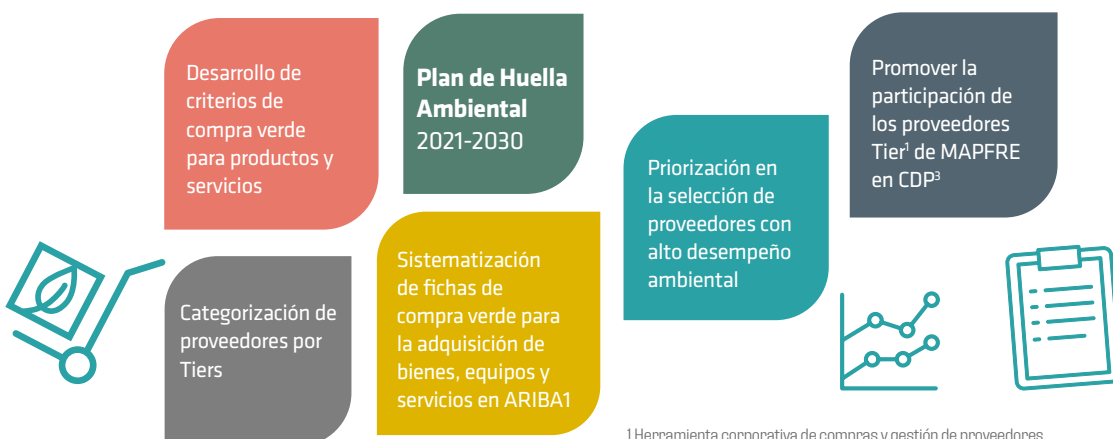 Desarrollo de
criterios de
compra verde
para productos y
servicios
Plan de Huella
Ambiental
2021-2030
Categorización de
proveedores por
Tiers
Sistematización
de fichas de
compra verde para
la adquisición de
bienes, equipos y
servicios en ARIBA1
Priorización en
la selección de
proveedores con
alto desempeño
ambiental
Promover la
participación de
los proveedores
Tier¹ de MAPFRE
en CDP³
1 Herramienta corporativa de compras y gestión de proveedores